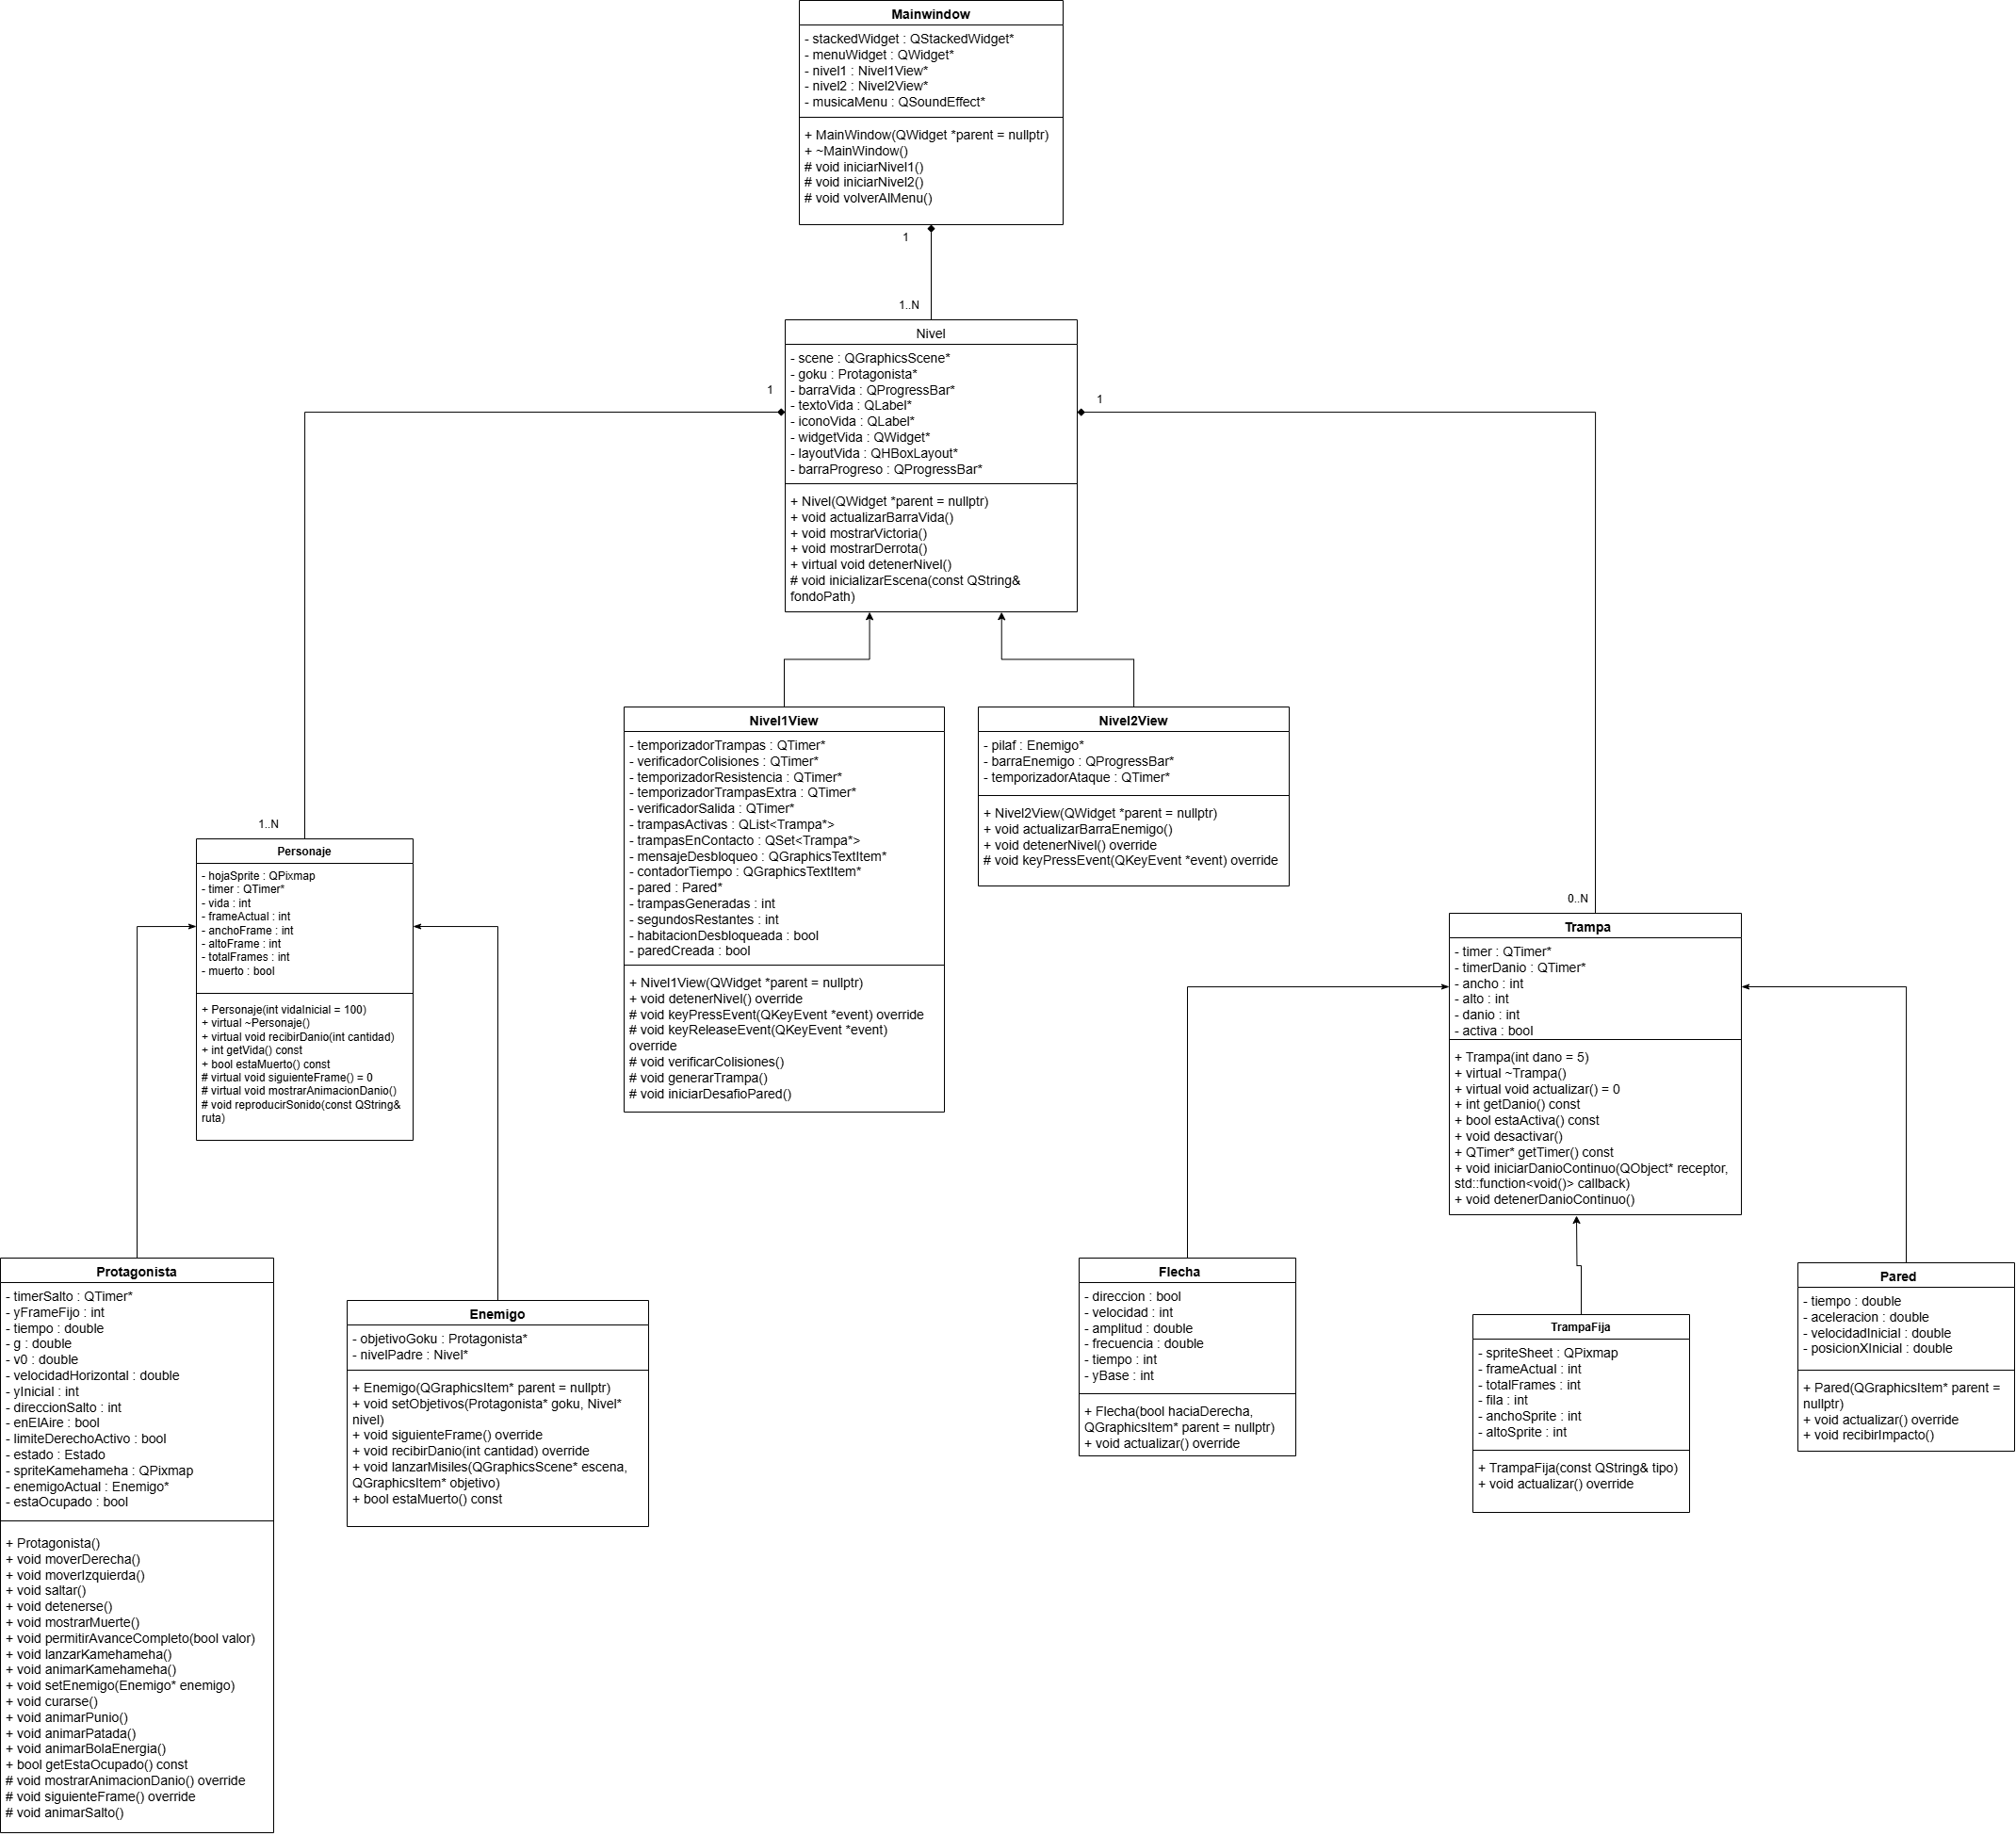 Mainwindow
- stackedWidget : QStackedWidget*
- menuWidget : QWidget*
- nivel1 : Nivel1View*
- nivel2 : Nivel2View*
- musicaMenu : QSoundEffect*
+ MainWindow(QWidget *parent = nullptr)
+ ~MainWindow()
# void iniciarNivel1()
# void iniciarNivel2()
# void volverAlMenu()
1
1..N
Nivel
- scene : QGraphicsScene*
- goku : Protagonista*
- barraVida : QProgressBar*
- textoVida : QLabel*
- iconoVida : QLabel*
- widgetVida : QWidget*
- layoutVida : QHBoxLayout*
- barraProgreso : QProgressBar*
+ Nivel(QWidget *parent = nullptr)
+ void actualizarBarraVida()
+ void mostrarVictoria()
+ void mostrarDerrota()
+ virtual void detenerNivel()
# void inicializarEscena(const QString&
fondoPath)
1
1
1..N
0..N
Nivel1View
- temporizadorTrampas : QTimer*
- verificadorColisiones : QTimer*
- temporizadorResistencia : QTimer*
- temporizadorTrampasExtra : QTimer*
- verificadorSalida : QTimer*
- trampasActivas : QList<Trampa*>
- trampasEnContacto : QSet<Trampa*>
- mensajeDesbloqueo : QGraphicsTextItem*
- contadorTiempo : QGraphicsTextItem*
- pared : Pared*
- trampasGeneradas : int
- segundosRestantes : int
- habitacionDesbloqueada : bool
- paredCreada : bool
+ Nivel1View(QWidget *parent = nullptr)
+ void detenerNivel() override
# void keyPressEvent(QKeyEvent *event) override
# void keyReleaseEvent(QKeyEvent *event)
override
# void verificarColisiones()
# void generarTrampa()
# void iniciarDesafioPared()
Nivel2View
- pilaf : Enemigo*
- barraEnemigo : QProgressBar*
- temporizadorAtaque : QTimer*
+ Nivel2View(QWidget *parent = nullptr)
+ void actualizarBarraEnemigo()
+ void detenerNivel() override
# void keyPressEvent(QKeyEvent *event) override
Personaje
- hojaSprite : QPixmap
- timer : QTimer*
- vida : int
- frameActual : int
- anchoFrame : int
- altoFrame : int
- totalFrames : int
- muerto : bool
+ Personaje(int vidaInicial = 100)
+ virtual ~Personaje()
+ virtual void recibirDanio(int cantidad)
+ int getVida() const
+ bool estaMuerto() const
# virtual void siguienteFrame() = 0
# virtual void mostrarAnimacionDanio()
# void reproducirSonido(const QString&
ruta)
Trampa
- timer : QTimer*
- timerDanio : QTimer*
- ancho : int
- alto : int
- danio : int
- activa : bool
+ Trampa(int dano = 5)
+ virtual ~Trampa()
+ virtual void actualizar() = 0
+ int getDanio() const
+ bool estaActiva() const
+ void desactivar()
+ QTimer* getTimer() const
+ void iniciarDanioContinuo(QObject* receptor,
std::function<void()> callback)
+ void detenerDanioContinuo()
Protagonista
- timerSalto : QTimer*
- yFrameFijo : int
- tiempo : double
- g : double
- v0 : double
- velocidadHorizontal : double
- yInicial : int
- direccionSalto : int
- enElAire : bool
- limiteDerechoActivo : bool
- estado : Estado
- spriteKamehameha : QPixmap
- enemigoActual : Enemigo*
- estaOcupado : bool
+ Protagonista()
+ void moverDerecha()
+ void moverIzquierda()
+ void saltar()
+ void detenerse()
+ void mostrarMuerte()
+ void permitirAvanceCompleto(bool valor)
+ void lanzarKamehameha()
+ void animarKamehameha()
+ void setEnemigo(Enemigo* enemigo)
+ void curarse()
+ void animarPunio()
+ void animarPatada()
+ void animarBolaEnergia()
+ bool getEstaOcupado() const
# void mostrarAnimacionDanio() override
# void siguienteFrame() override
# void animarSalto()
Enemigo
- objetivoGoku : Protagonista*
- nivelPadre : Nivel*
+ Enemigo(QGraphicsItem* parent = nullptr)
+ void setObjetivos(Protagonista* goku, Nivel*
nivel)
+ void siguienteFrame() override
+ void recibirDanio(int cantidad) override
+ void lanzarMisiles(QGraphicsScene* escena,
QGraphicsItem* objetivo)
+ bool estaMuerto() const
Flecha
- direccion : bool
- velocidad : int
- amplitud : double
- frecuencia : double
- tiempo : int
- yBase : int
+ Flecha(bool haciaDerecha,
QGraphicsItem* parent = nullptr)
+ void actualizar() override
TrampaFija
- spriteSheet : QPixmap
- frameActual : int
- totalFrames : int
- fila : int
- anchoSprite : int
- altoSprite : int
+ TrampaFija(const QString& tipo)
+ void actualizar() override
Pared
- tiempo : double
- aceleracion : double
- velocidadInicial : double
- posicionXInicial : double
+ Pared(QGraphicsItem* parent =
nullptr)
+ void actualizar() override
+ void recibirImpacto()